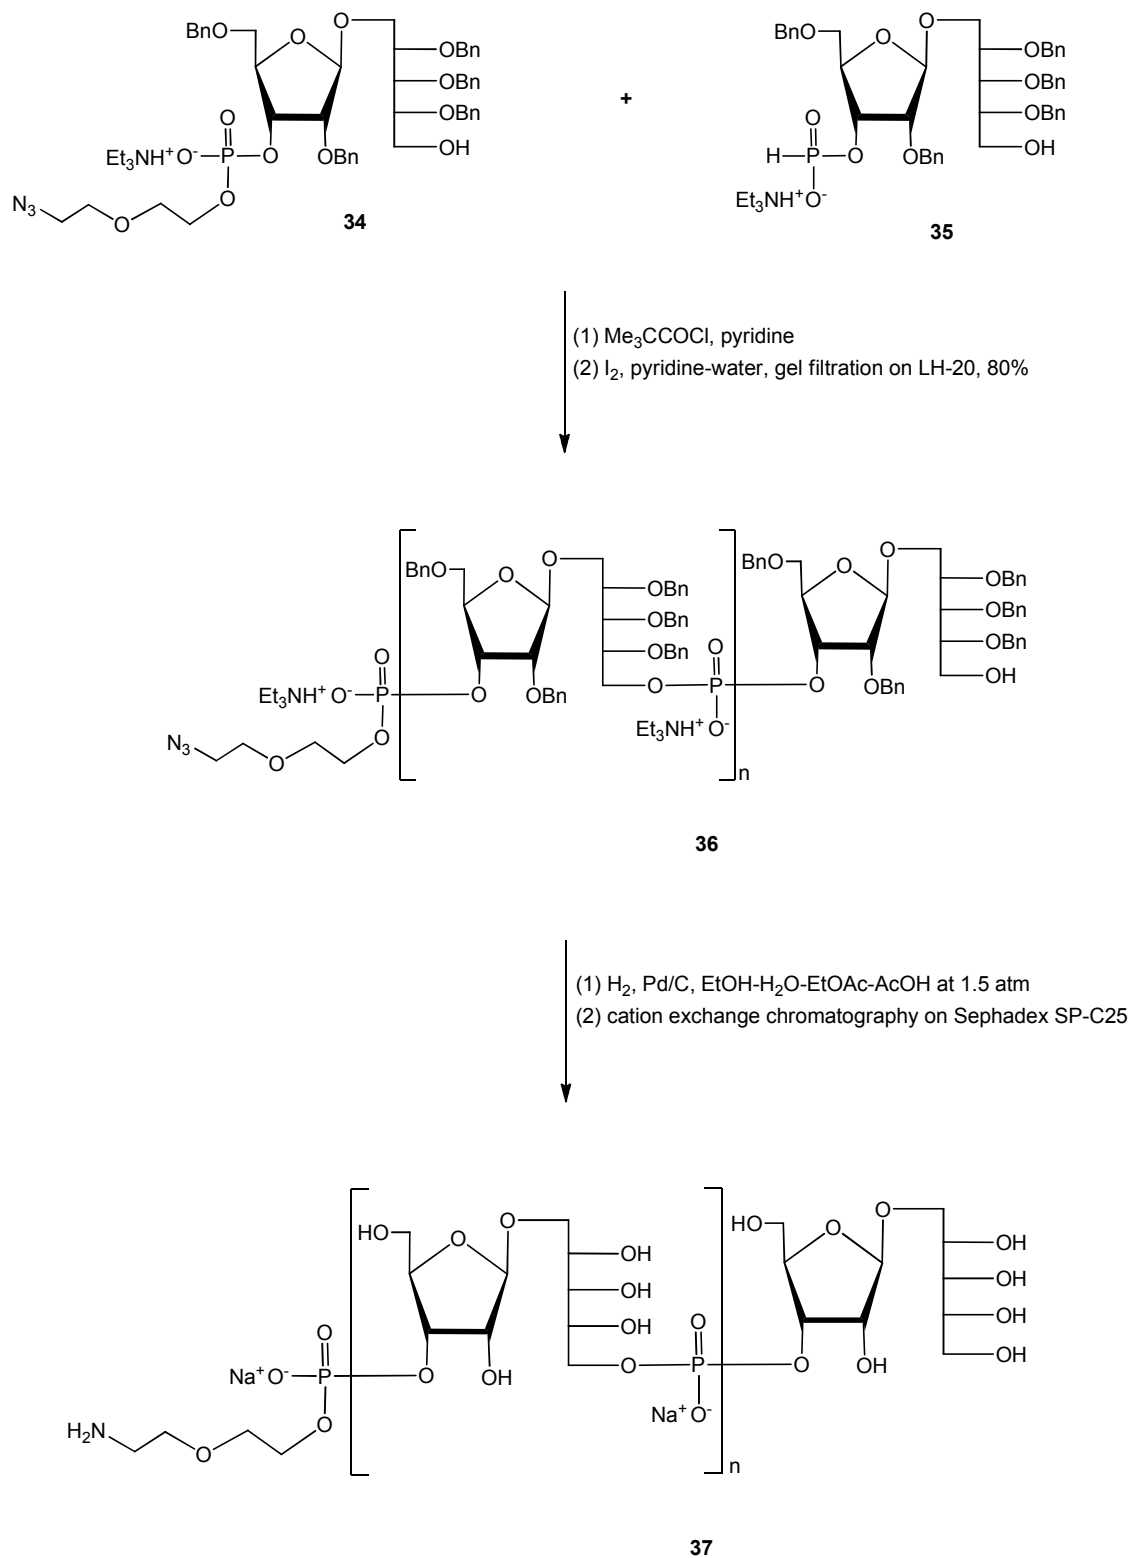 BnO O O OBn
OBn
OBn
OH
O
Et₃NH⁺ O⁻ P O OBn
O
N₃ O
34
+
BnO O O OBn
OBn
OBn
OH
O
H P O OBn
Et₃NH⁺O⁻
35
(1) Me₃CCOCl, pyridine
(2) I₂, pyridine-water, gel filtration on LH-20, 80%
BnO O O OBn
OBn
OBn
O
Et₃NH⁺ O⁻ P O OBn
O
N₃ O
O P O
Et₃NH⁺ O⁻
n
BnO O O OBn
OBn
OBn
OH
O OBn
36
(1) H₂, Pd/C, EtOH-H₂O-EtOAc-AcOH at 1.5 atm
(2) cation exchange chromatography on Sephadex SP-C25
HO O O OH
OH
OH
O
Na⁺ O⁻ P O OH
O
H₂N O
O P O
Na⁺ O⁻
n
HO O O OH
OH
OH
OH
O OH
37